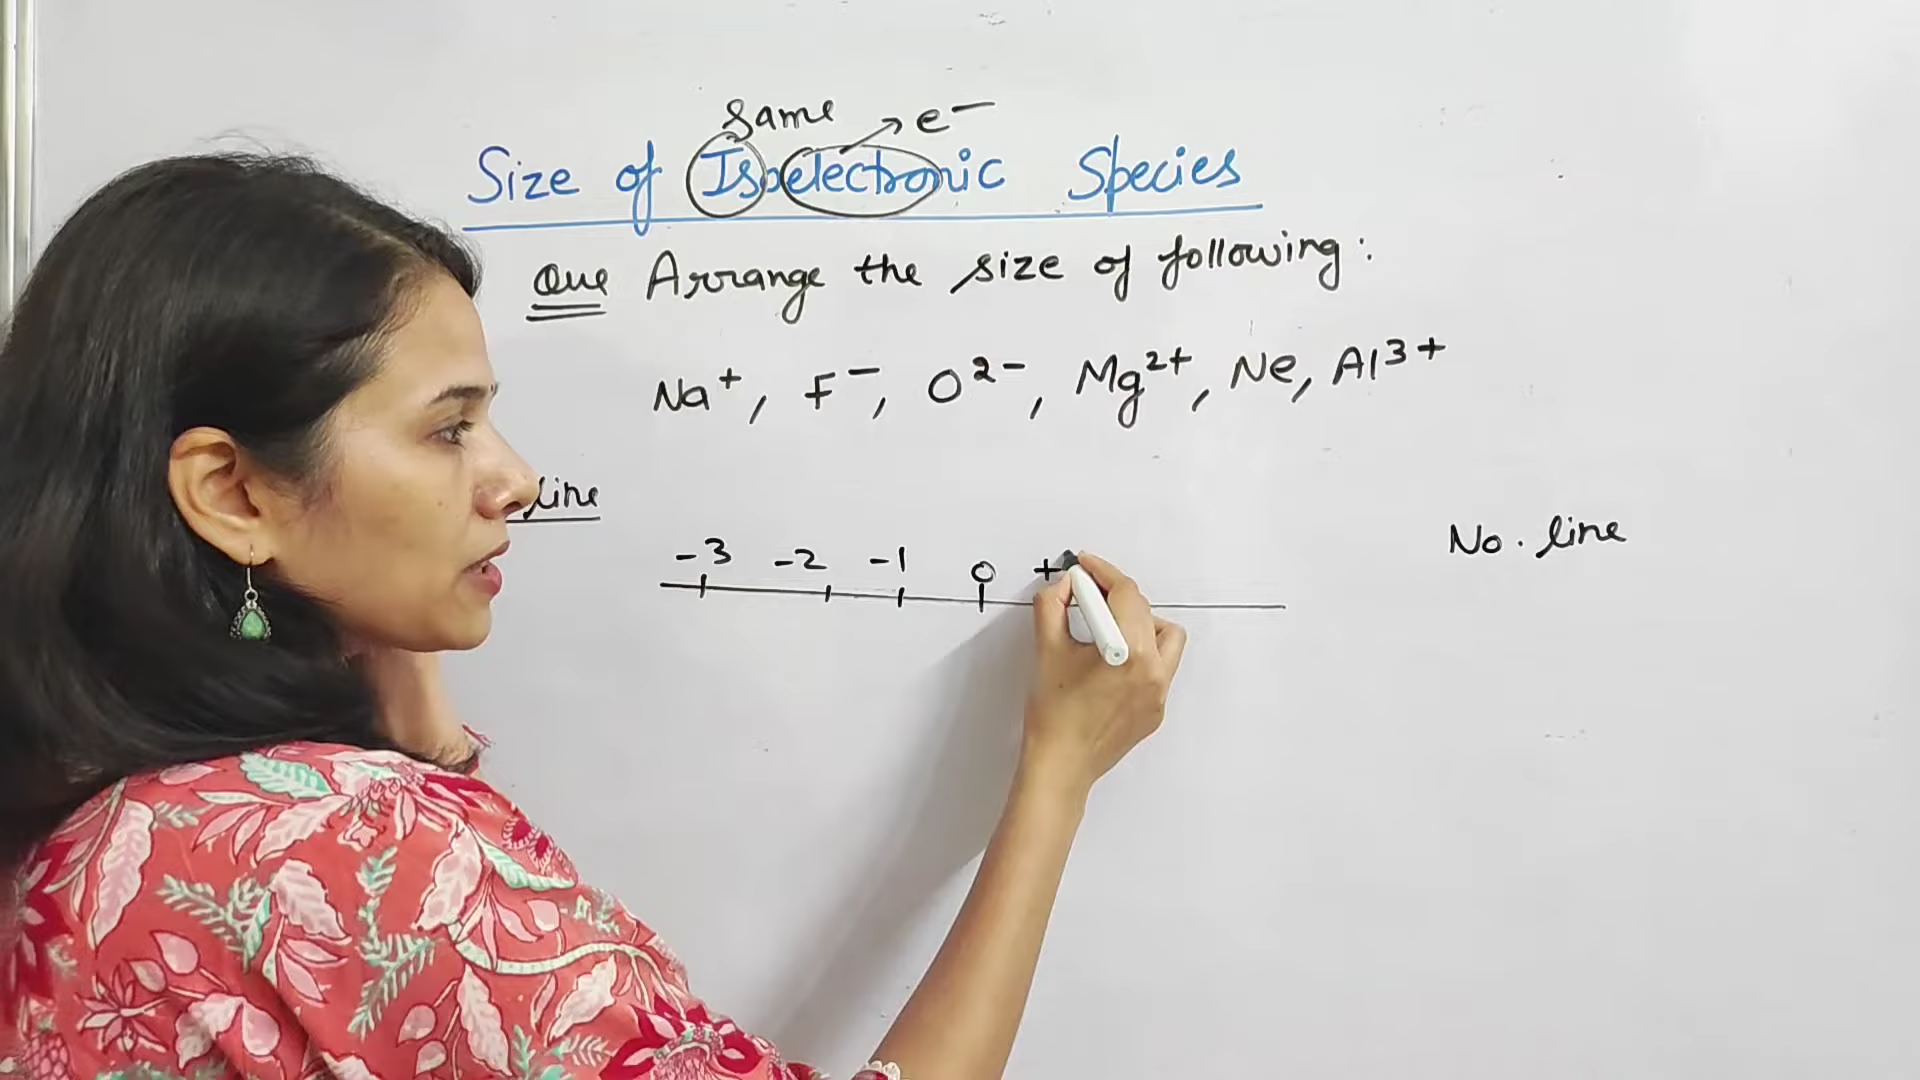 same → e⁻
Size of Isoelectronic Species
Que Arrange the size of following:
Na⁺, F⁻, O²⁻, Mg²⁺, Ne, Al³⁺
line
No. line
-3 -2 -1 0 +